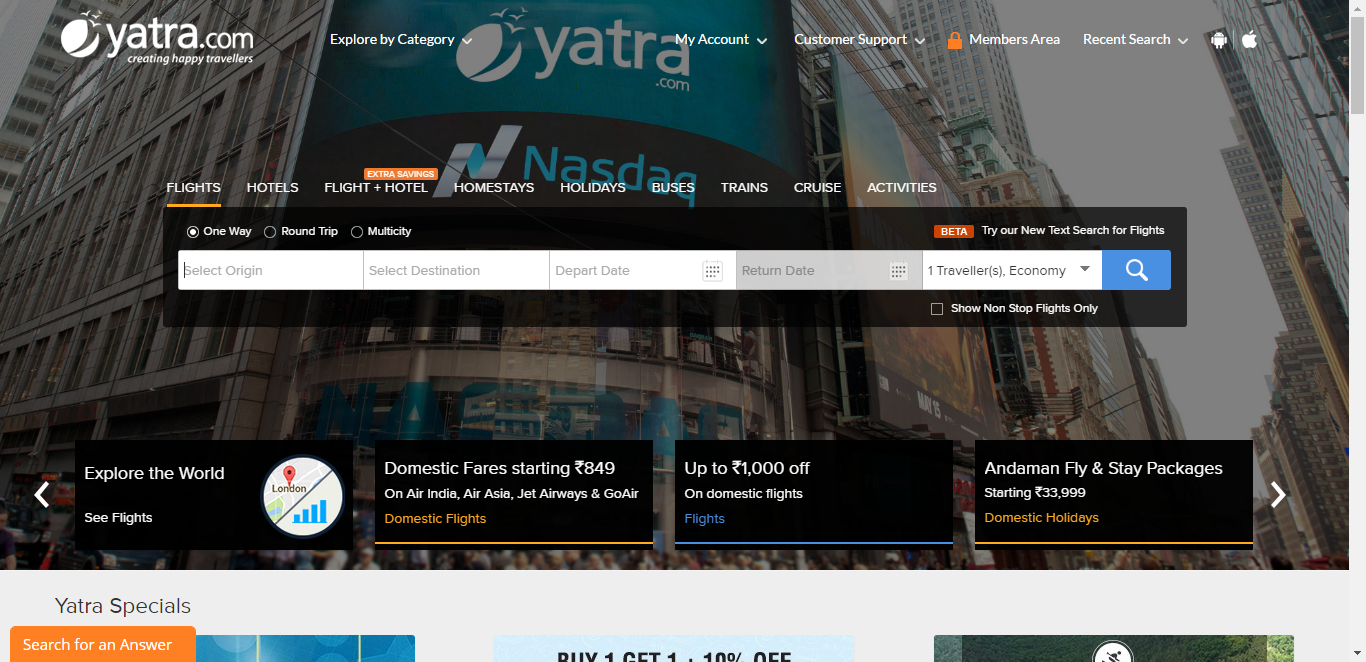 yatra.com
creating happy travellers
Explore by Category
My Account
Customer Support
Members Area
Recent Search
yatra
.com
Nasdaq
EXTRA SAVINGS
FLIGHTS
HOTELS
FLIGHT + HOTEL
HOMESTAYS
HOLIDAYS
BUSES
TRAINS
CRUISE
ACTIVITIES
One Way
Round Trip
Multicity
BETA
Try our New Text Search for Flights
Select Origin
Select Destination
Depart Date
Return Date
1 Traveller(s), Economy
Show Non Stop Flights Only
MAY 15
Explore the World
London
See Flights
Domestic Fares starting ₹849
On Air India, Air Asia, Jet Airways & GoAir
Domestic Flights
Up to ₹1,000 off
On domestic flights
Flights
Andaman Fly & Stay Packages
Starting ₹33,999
Domestic Holidays
Yatra Specials
Search for an Answer
BUY 1 GET 1 + 10% OFF